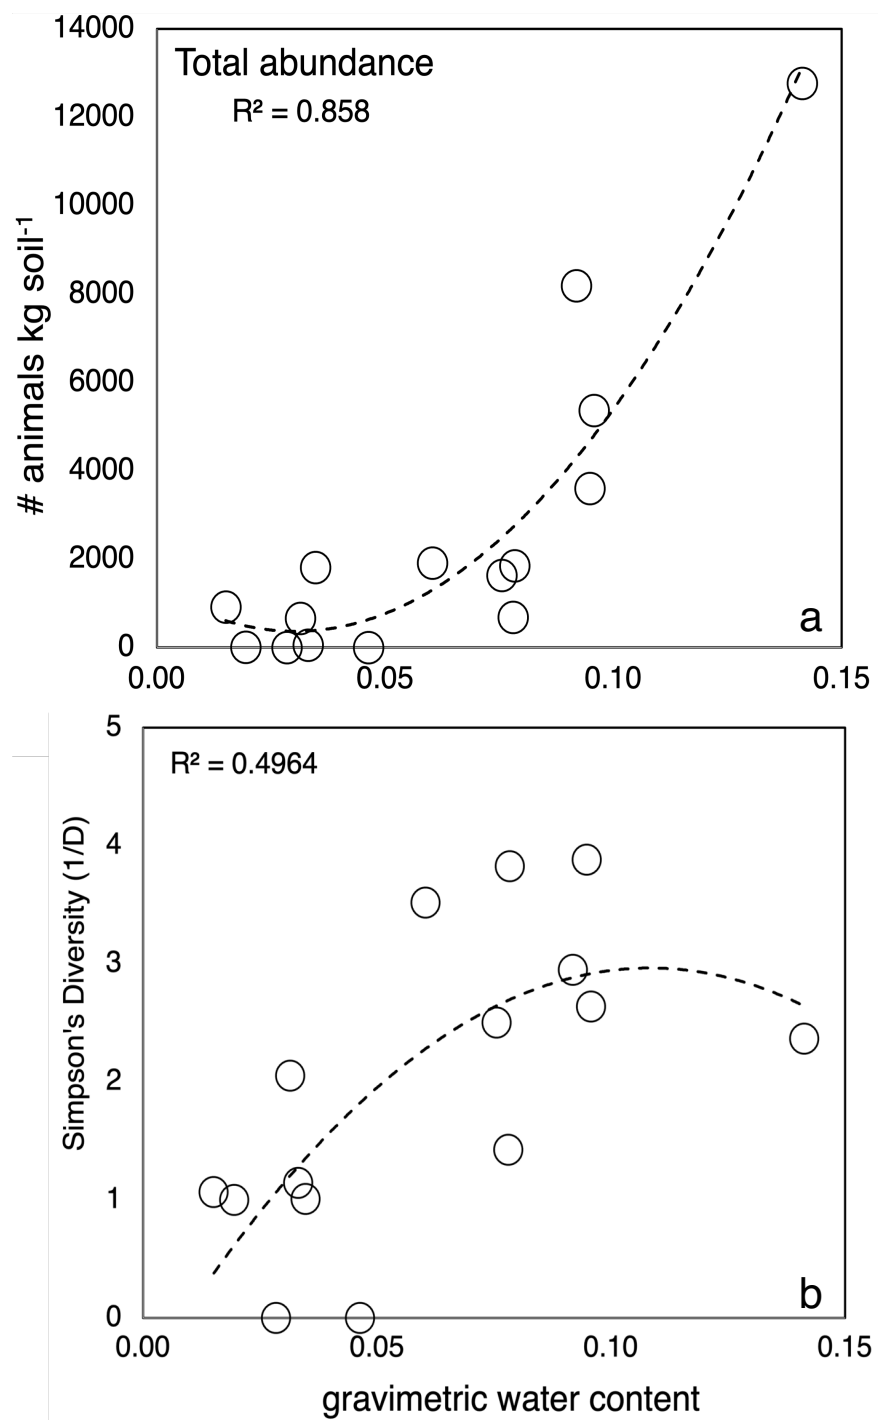 14000
Total abundance
R² = 0.858
12000
10000
8000
6000
4000
2000
0
# animals kg soil-1
a
0.00 0.05 0.10 0.15
5
R² = 0.4964
4
3
2
1
0
Simpson's Diversity (1/D)
b
0.00 0.05 0.10 0.15
gravimetric water content